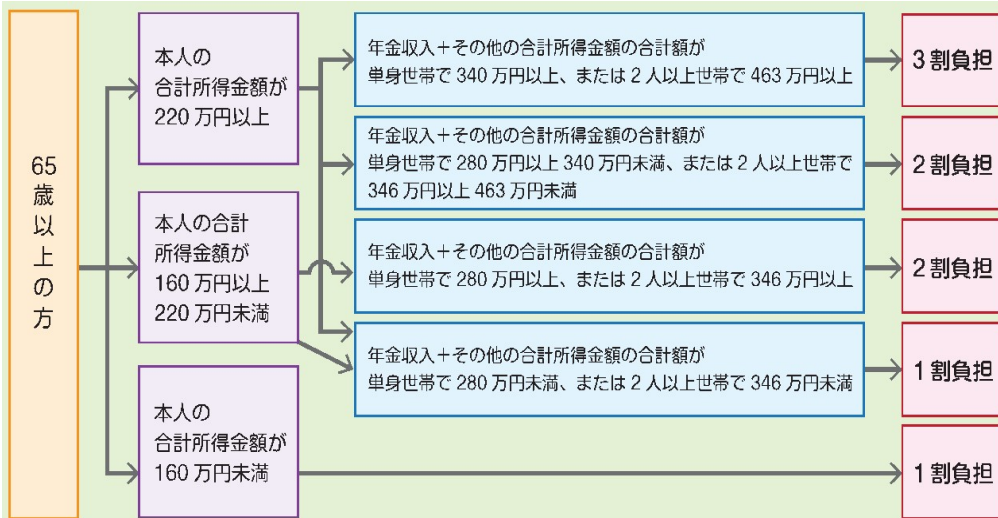 65歳以上の方
本人の
合計所得金額が
220万円以上
年金収入＋その他の合計所得金額の合計額が
単身世帯で340万円以上、または2人以上世帯で463万円以上
3割負担
年金収入＋その他の合計所得金額の合計額が
単身世帯で280万円以上340万円未満、または2人以上世帯で
346万円以上463万円未満
2割負担
本人の合計
所得金額が
160万円以上
220万円未満
年金収入＋その他の合計所得金額の合計額が
単身世帯で280万円以上、または2人以上世帯で346万円以上
2割負担
年金収入＋その他の合計所得金額の合計額が
単身世帯で280万円未満、または2人以上世帯で346万円未満
1割負担
本人の
合計所得金額が
160万円未満
1割負担